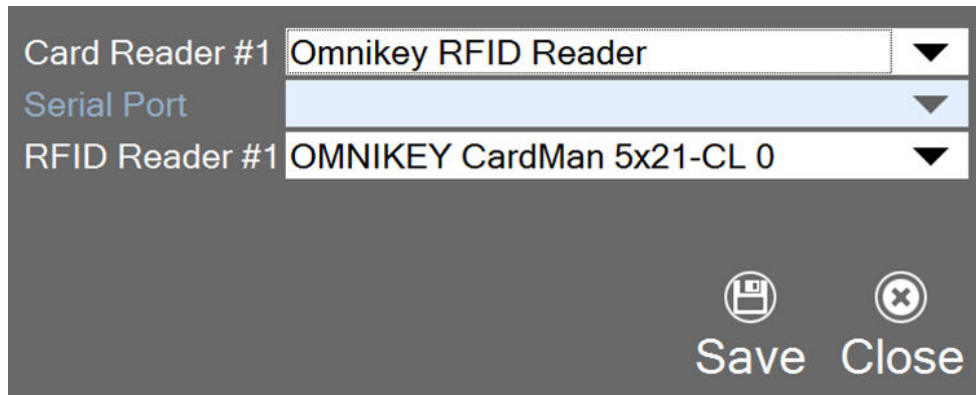 Card Reader #1 Omnikey RFID Reader
Serial Port
RFID Reader #1 OMNIKEY CardMan 5x21-CL 0
Save Close